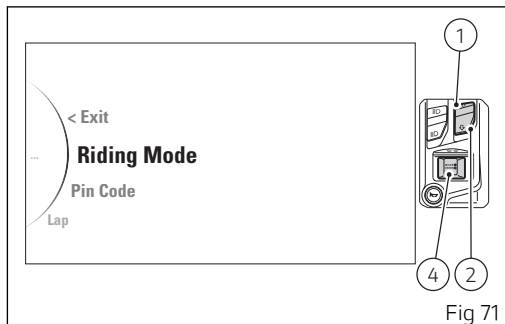 1
< Exit
...
Riding Mode
Pin Code
Lap
4
2
Fig 71